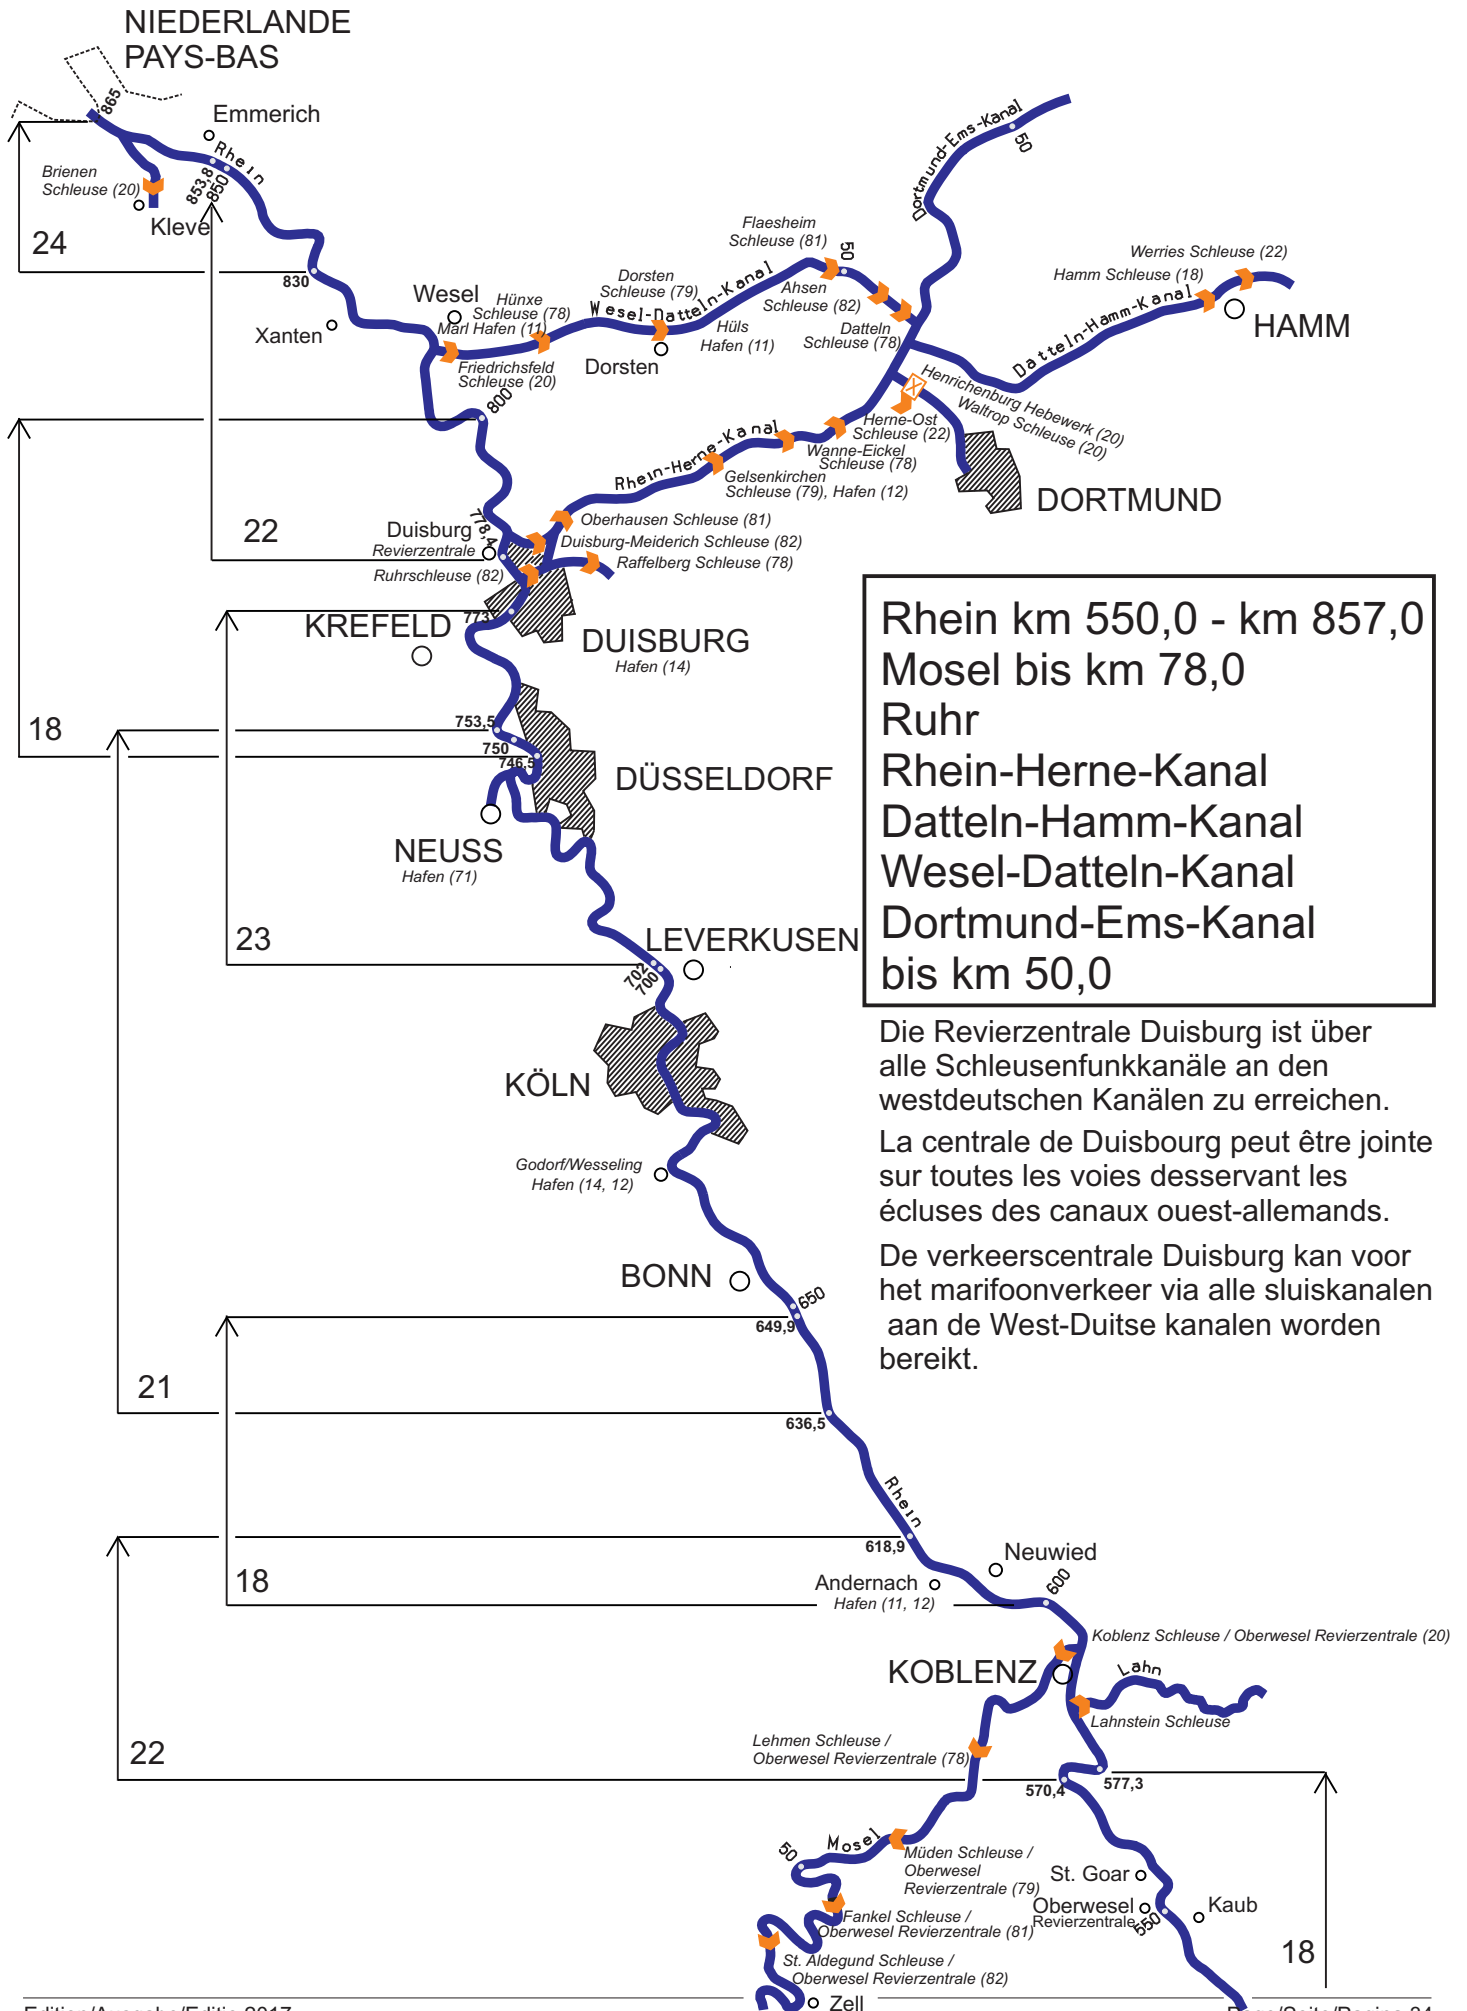 NIEDERLANDE
PAYS-BAS
865
Emmerich
Rhein
Brienen
Schleuse (20)
853,8
850
Kleve
24
830
Dortmund-Ems-Kanal
50
Flaesheim
Schleuse (81)
50
Werries Schleuse (22)
Hamm Schleuse (18)
Wesel
Hünxe
Schleuse (78)
Marl Hafen (11)
Dorsten
Schleuse (79)
Wesel-Datteln-Kanal
Ahsen
Schleuse (82)
Datteln-Hamm-Kanal
HAMM
Xanten
Hüls
Hafen (11)
Datteln
Schleuse (78)
Friedrichsfeld
Schleuse (20)
Dorsten
800
Henrichenburg Hebewerk (20)
Waltrop Schleuse (20)
Herne-Ost
Schleuse (22)
Rhein-Herne-Kanal
Wanne-Eickel
Schleuse (78)
Gelsenkirchen
Schleuse (79), Hafen (12)
DORTMUND
22
778,4
Duisburg
Revierzentrale
Oberhausen Schleuse (81)
Duisburg-Meiderich Schleuse (82)
Raffelberg Schleuse (78)
Ruhrschleuse (82)
773
KREFELD
DUISBURG
Hafen (14)
Rhein km 550,0 - km 857,0
Mosel bis km 78,0
Ruhr
Rhein-Herne-Kanal
Datteln-Hamm-Kanal
Wesel-Datteln-Kanal
Dortmund-Ems-Kanal
bis km 50,0
18
753,5
750
746,5
DÜSSELDORF
NEUSS
Hafen (71)
23
LEVERKUSEN
702
700
KÖLN
Die Revierzentrale Duisburg ist über
alle Schleusenfunkkanäle an den
westdeutschen Kanälen zu erreichen.
La centrale de Duisbourg peut être jointe
sur toutes les voies desservant les
écluses des canaux ouest-allemands.
De verkeerscentrale Duisburg kan voor
het marifoonverkeer via alle sluiskanalen
aan de West-Duitse kanalen worden
bereikt.
Godorf/Wesseling
Hafen (14, 12)
BONN
650
649,9
21
636,5
Rhein
618,9
Neuwied
18
Andernach
Hafen (11, 12)
600
Koblenz Schleuse / Oberwesel Revierzentrale (20)
KOBLENZ
Lahn
Lahnstein Schleuse
22
Lehmen Schleuse /
Oberwesel Revierzentrale (78)
570,4
577,3
50
Mosel
Müden Schleuse /
Oberwesel
Revierzentrale (79)
St. Goar
Oberwesel
Revierzentrale
550
Kaub
Fankel Schleuse /
Oberwesel Revierzentrale (81)
18
St. Aldegund Schleuse /
Oberwesel Revierzentrale (82)
Zell
Edition/Ausgabe/Editie 2017
Page/Seite/Pagina 24